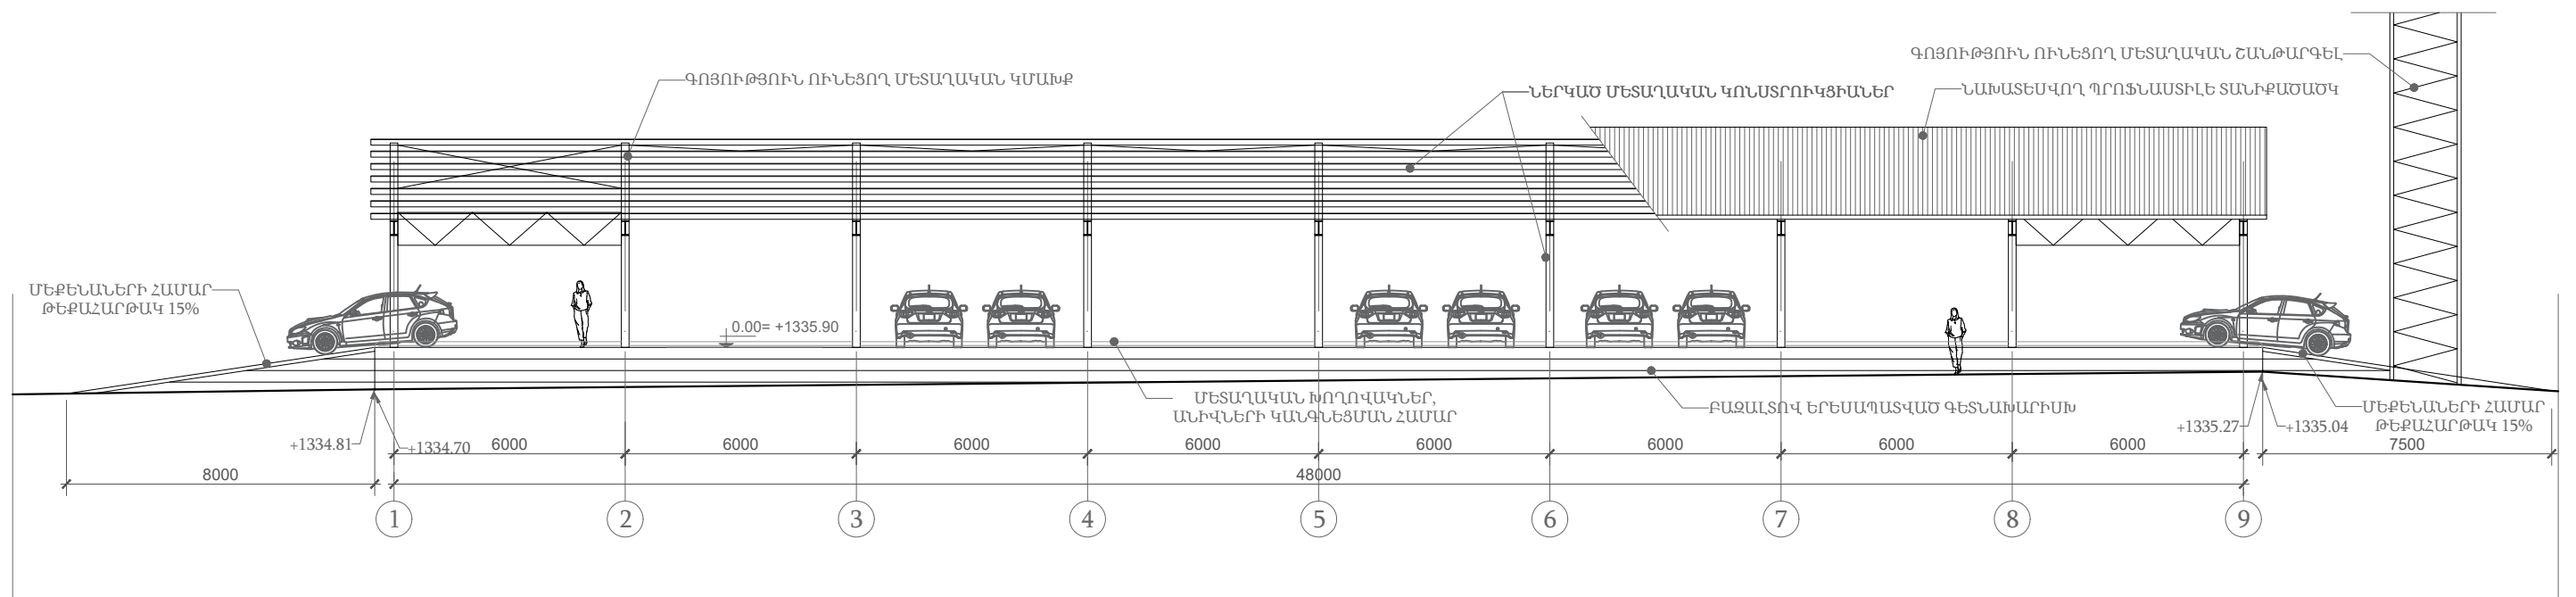 ԳՈՅՈՒԹՅՈՒՆ ՈՒՆԵՑՈՂ ՄԵՏԱՂԱԿԱՆ ՇԱՆԹԱՐԳԵԼ
ԳՈՅՈՒԹՅՈՒՆ ՈՒՆԵՑՈՂ ՄԵՏԱՂԱԿԱՆ ԿՄԱԽՔ
ՆԵՐԿԱԾ ՄԵՏԱՂԱԿԱՆ ԿՈՆՍՏՐՈՒԿՑԻԱՆԵՐ
ՆԱԽԱՏԵՍՎՈՂ ՊՐՈՖՆԱՍՏԻԼԵ ՏԱՆԻՔԱԾԱԾԿ
ՄԵՔԵՆԱՆԵՐԻ ՀԱՄԱՐ
ԹԵՔԱՀԱՐԹԱԿ 15%
0.00= +1335.90
ՄԵՏԱՂԱԿԱՆ ԽՈՂՈՎԱԿՆԵՐ,
ԱՆԻՎՆԵՐԻ ԿԱՆԳՆԵՑՄԱՆ ՀԱՄԱՐ
ԲԱԶԱԼՏՈՎ ԵՐԵՍԱՊԱՏՎԱԾ ԳԵՏՆԱԽԱՐԻՍԽ
ՄԵՔԵՆԱՆԵՐԻ ՀԱՄԱՐ
ԹԵՔԱՀԱՐԹԱԿ 15%
+1334.81
+1334.70
+1335.27
+1335.04
6000 6000 6000 6000 6000 6000 6000 6000 7500
8000 48000
1 2 3 4 5 6 7 8 9